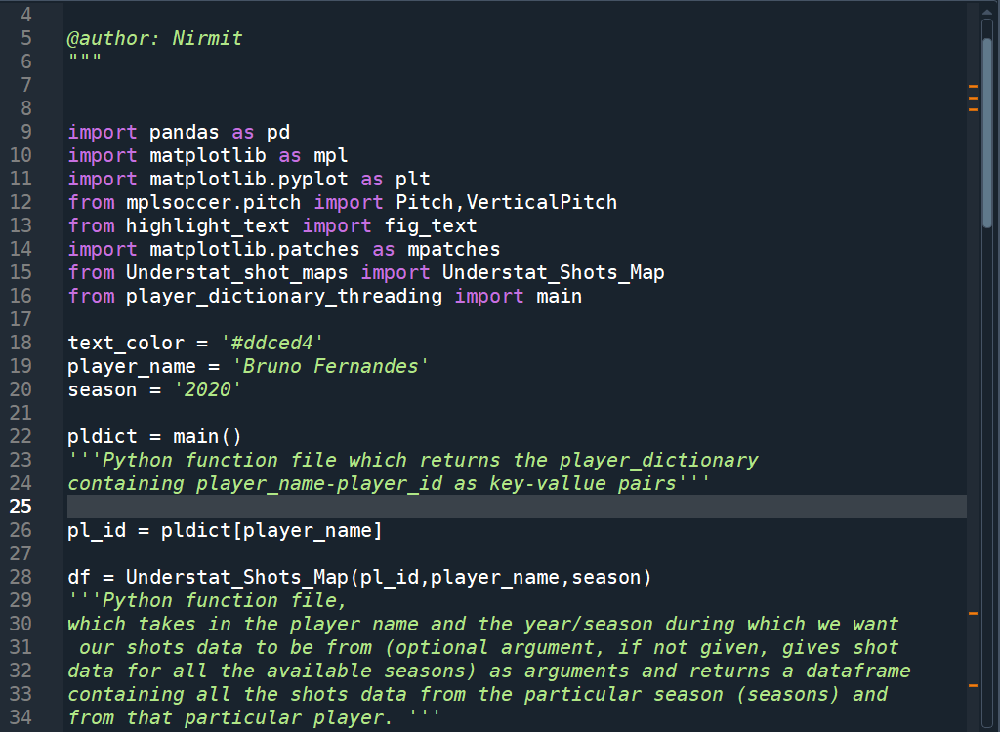 4
5 @author: Nirmit
6 """
7
8
9 import pandas as pd
10 import matplotlib as mpl
11 import matplotlib.pyplot as plt
12 from mplsoccer.pitch import Pitch,VerticalPitch
13 from highlight_text import fig_text
14 import matplotlib.patches as mpatches
15 from Understat_shot_maps import Understat_Shots_Map
16 from player_dictionary_threading import main
17
18 text_color = '#ddced4'
19 player_name = 'Bruno Fernandes'
20 season = '2020'
21
22 pldict = main()
23 '''Python function file which returns the player_dictionary
24 containing player_name-player_id as key-vallue pairs'''
25
26 pl_id = pldict[player_name]
27
28 df = Understat_Shots_Map(pl_id,player_name,season)
29 '''Python function file,
30 which takes in the player name and the year/season during which we want
31  our shots data to be from (optional argument, if not given, gives shot
32 data for all the available seasons) as arguments and returns a dataframe
33 containing all the shots data from the particular season (seasons) and
34 from that particular player. '''